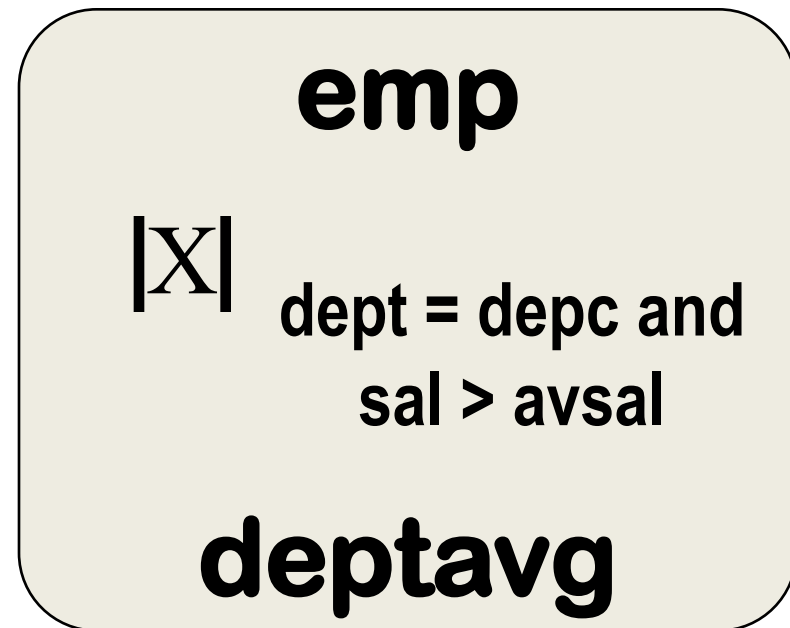 emp
|X|
dept = depc and
sal > avsal
deptavg